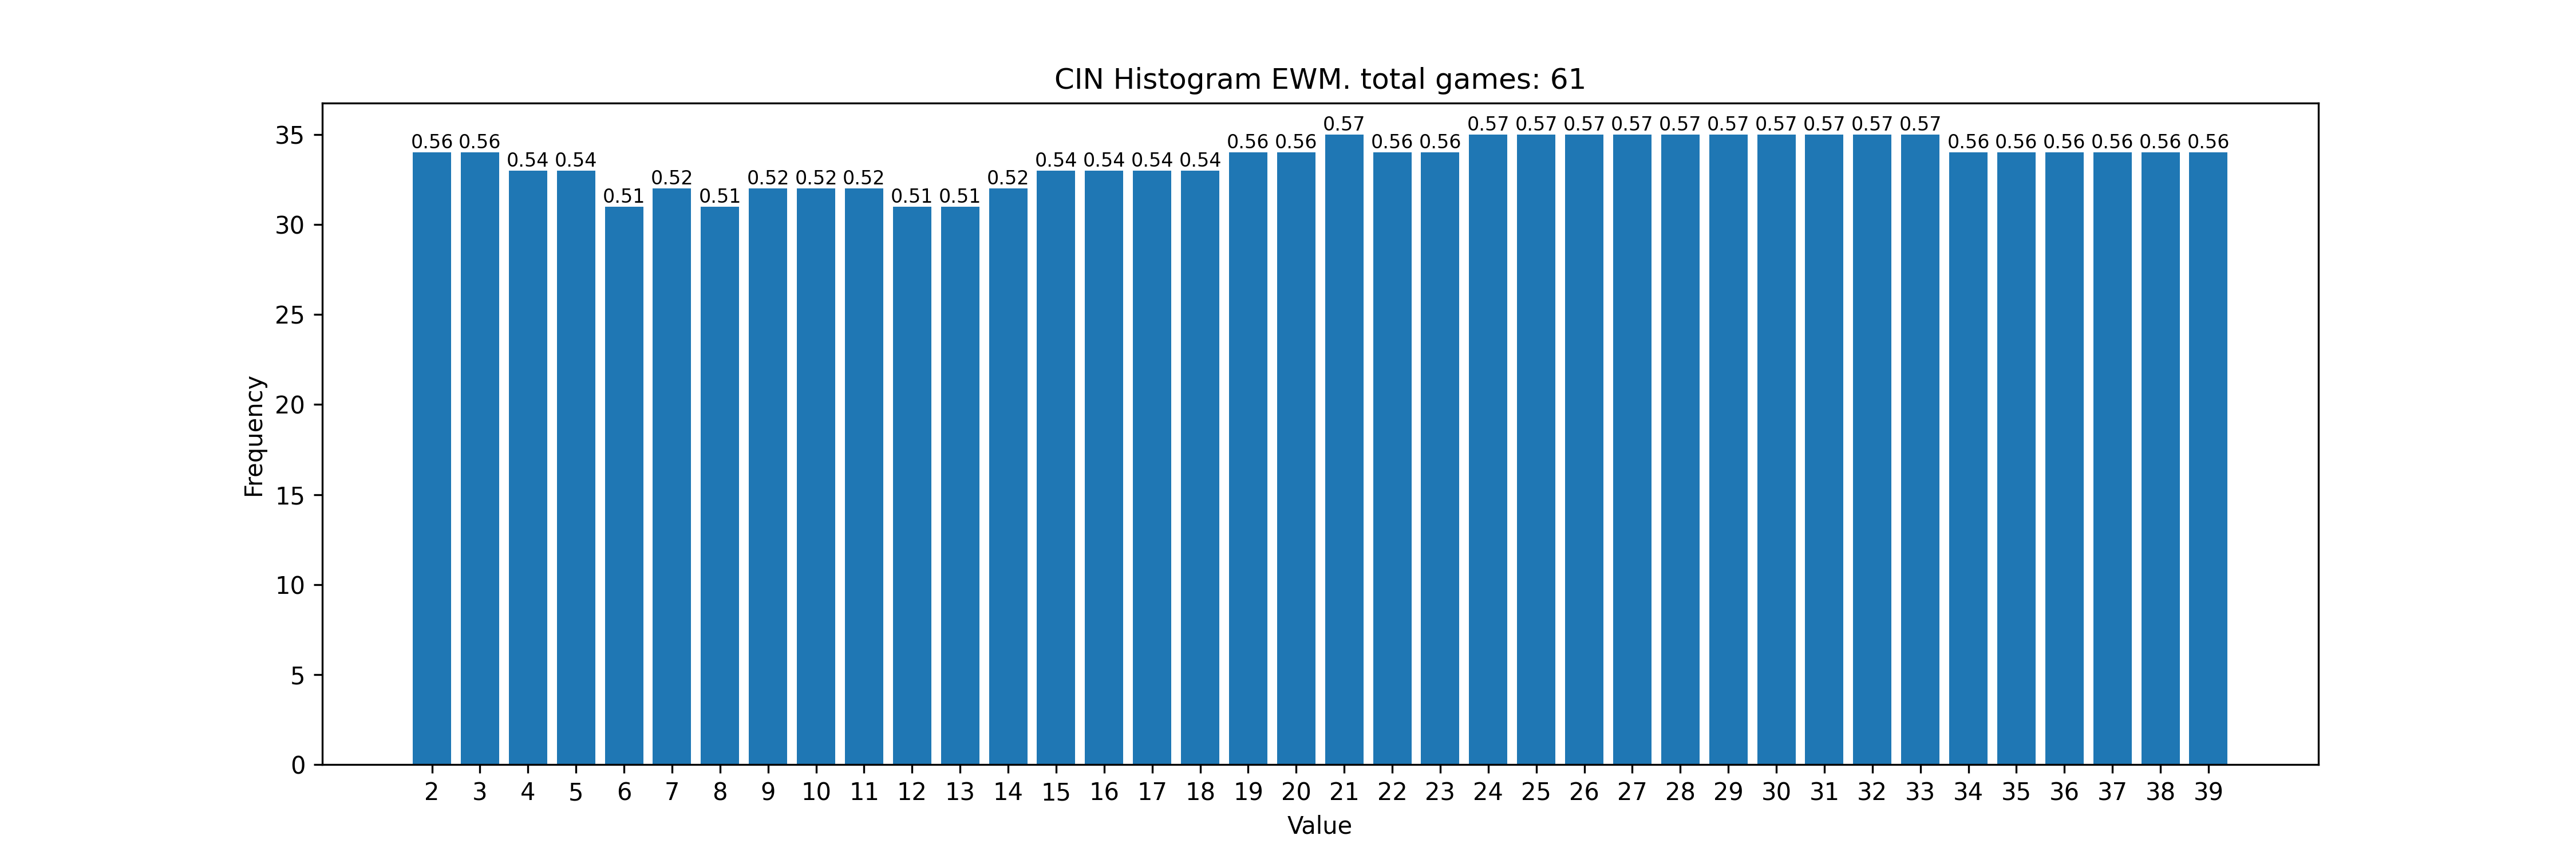 CIN Histogram EWM. total games: 61
35
30
25
20
15
10
5
0
Frequency
0.56 0.56 0.54 0.54 0.51 0.52 0.51 0.52 0.52 0.52 0.51 0.51 0.52 0.54 0.54 0.54 0.54 0.56 0.56 0.57 0.56 0.56 0.57 0.57 0.57 0.57 0.57 0.57 0.57 0.57 0.57 0.57 0.56 0.56 0.56 0.56 0.56 0.56
2 3 4 5 6 7 8 9 10 11 12 13 14 15 16 17 18 19 20 21 22 23 24 25 26 27 28 29 30 31 32 33 34 35 36 37 38 39
Value